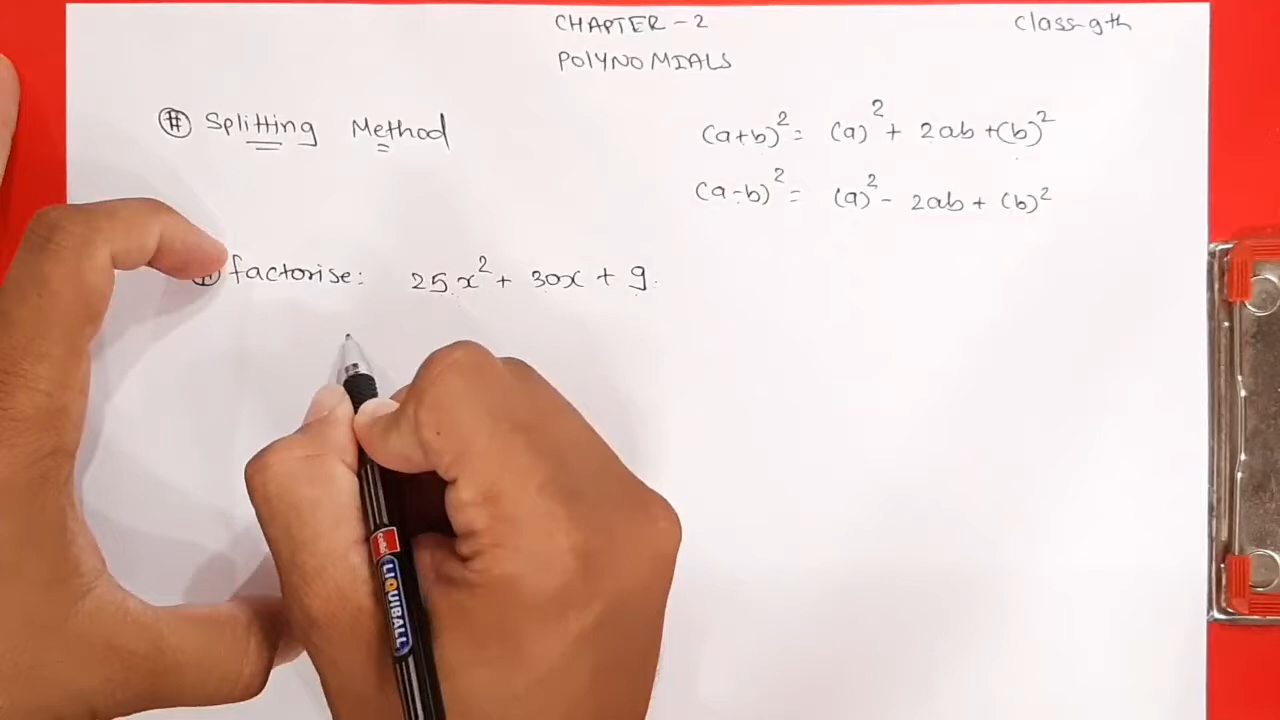 CHAPTER - 2
Class-9th
POLYNOMIALS
# Splitting Method
(a+b)² = (a)² + 2ab + (b)²
(a-b)² = (a)² - 2ab + (b)²
factorise: 25x² + 30x + 9.
cello
LIQUIBALL